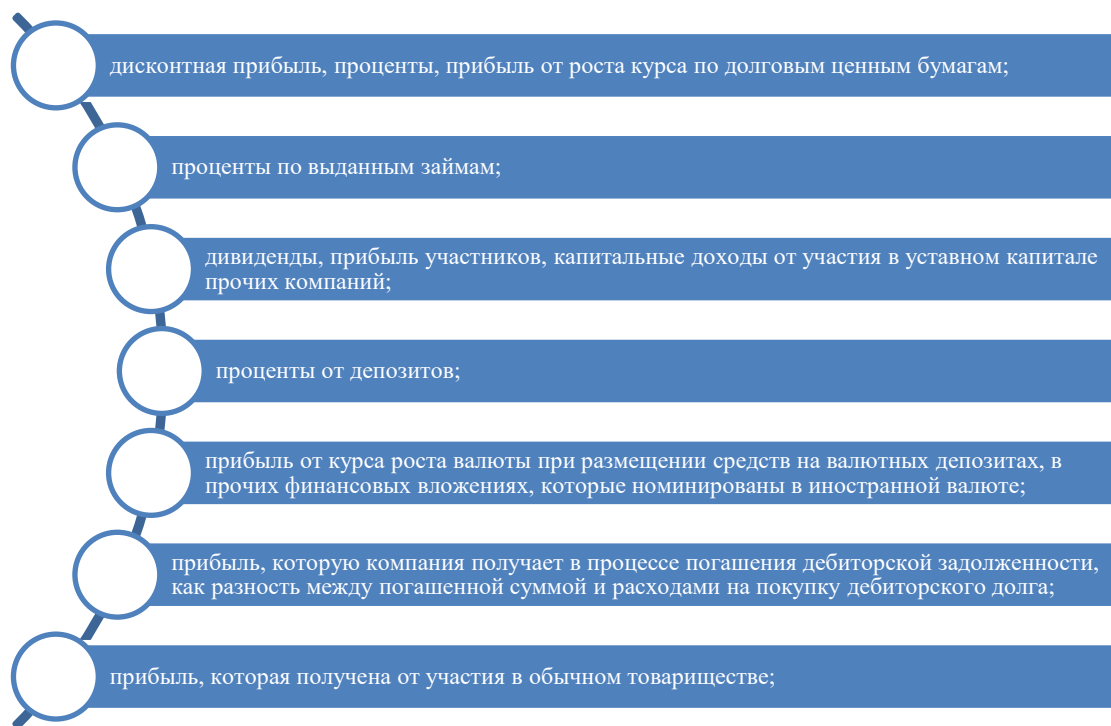 дисконтная прибыль, проценты, прибыль от роста курса по долговым ценным бумагам;
проценты по выданным займам;
дивиденды, прибыль участников, капитальные доходы от участия в уставном капитале
прочих компаний;
проценты от депозитов;
прибыль от курса роста валюты при размещении средств на валютных депозитах, в
прочих финансовых вложениях, которые номинированы в иностранной валюте;
прибыль, которую компания получает в процессе погашения дебиторской задолженности,
как разность между погашенной суммой и расходами на покупку дебиторского долга;
прибыль, которая получена от участия в обычном товариществе;